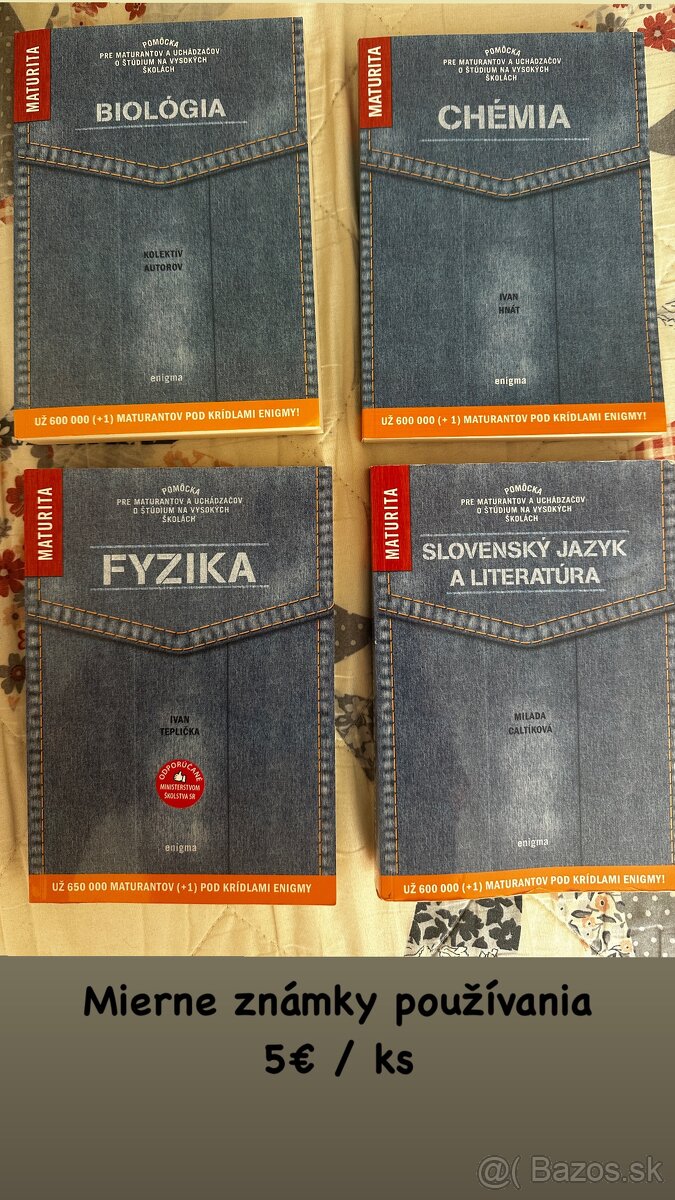 MATURITA
POMÔCKA
PRE MATURANTOV A UCHÁDZAČOV
O ŠTÚDIUM NA VYSOKÝCH
ŠKOLÁCH
BIOLÓGIA
KOLEKTÍV
AUTOROV
enigma
UŽ 600 000 (+1) MATURANTOV POD KRÍDLAMI ENIGMY!
MATURITA
POMÔCKA
PRE MATURANTOV A UCHÁDZAČOV
O ŠTÚDIUM NA VYSOKÝCH
ŠKOLÁCH
CHÉMIA
IVAN
HNÁT
enigma
UŽ 600 000 (+1) MATURANTOV POD KRÍDLAMI ENIGMY!
MATURITA
POMÔCKA
PRE MATURANTOV A UCHÁDZAČOV
O ŠTÚDIUM NA VYSOKÝCH
ŠKOLÁCH
FYZIKA
IVAN
TEPLIČKA
ODPORÚČANÉ
MINISTERSTVOM
ŠKOLSTVA SR
enigma
UŽ 650 000 MATURANTOV (+1) POD KRÍDLAMI ENIGMY
MATURITA
POMÔCKA
PRE MATURANTOV A UCHÁDZAČOV
O ŠTÚDIUM NA VYSOKÝCH
ŠKOLÁCH
SLOVENSKÝ JAZYK
A LITERATÚRA
MILADA
CALTÍKOVÁ
enigma
UŽ 600 000 (+1) MATURANTOV POD KRÍDLAMI ENIGMY!
Mierne známky používania
5€ / ks
@( Bazos.sk